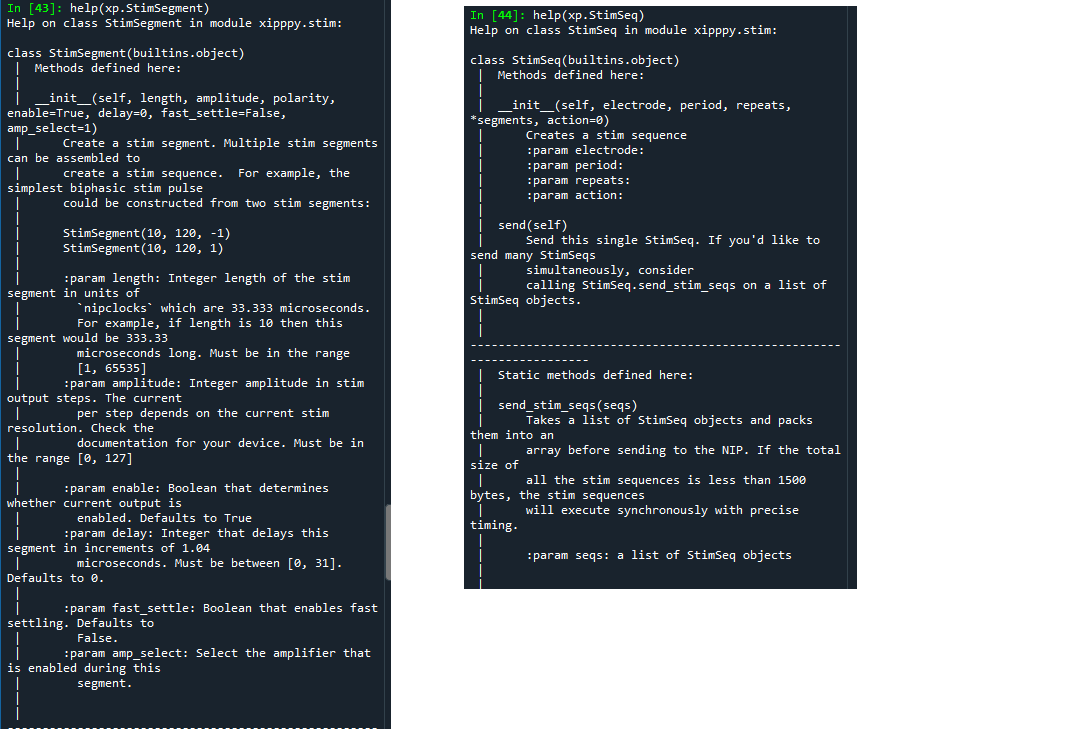 In [43]: help(xp.StimSegment)
Help on class StimSegment in module xipppy.stim:

class StimSegment(builtins.object)
 |  Methods defined here:
 |
 |  __init__(self, length, amplitude, polarity,
enable=True, delay=0, fast_settle=False,
amp_select=1)
 |      Create a stim segment. Multiple stim segments
can be assembled to
 |      create a stim sequence.  For example, the
simplest biphasic stim pulse
 |      could be constructed from two stim segments:
 |
 |      StimSegment(10, 120, -1)
 |      StimSegment(10, 120, 1)
 |
 |      :param length: Integer length of the stim
segment in units of
 |        `nipclocks` which are 33.333 microseconds.
 |        For example, if length is 10 then this
segment would be 333.33
 |        microseconds long. Must be in the range
 |        [1, 65535]
 |      :param amplitude: Integer amplitude in stim
output steps. The current
 |        per step depends on the current stim
resolution. Check the
 |        documentation for your device. Must be in
the range [0, 127]
 |
 |      :param enable: Boolean that determines
whether current output is
 |        enabled. Defaults to True
 |      :param delay: Integer that delays this
segment in increments of 1.04
 |        microseconds. Must be between [0, 31].
Defaults to 0.
 |
 |      :param fast_settle: Boolean that enables fast
settling. Defaults to
 |        False.
 |      :param amp_select: Select the amplifier that
is enabled during this
 |        segment.
 |
 |
In [44]: help(xp.StimSeq)
Help on class StimSeq in module xipppy.stim:

class StimSeq(builtins.object)
 |  Methods defined here:
 |
 |  __init__(self, electrode, period, repeats,
*segments, action=0)
 |      Creates a stim sequence
 |      :param electrode:
 |      :param period:
 |      :param repeats:
 |      :param action:
 |
 |  send(self)
 |      Send this single StimSeq. If you'd like to
send many StimSeqs
 |      simultaneously, consider
 |      calling StimSeq.send_stim_seqs on a list of
StimSeq objects.
 |
 |
-----------------------------------------------------
-----------------
 |  Static methods defined here:
 |
 |  send_stim_seqs(seqs)
 |      Takes a list of StimSeq objects and packs
them into an
 |      array before sending to the NIP. If the total
size of
 |      all the stim sequences is less than 1500
bytes, the stim sequences
 |      will execute synchronously with precise
timing.
 |
 |      :param seqs: a list of StimSeq objects
 |
 |